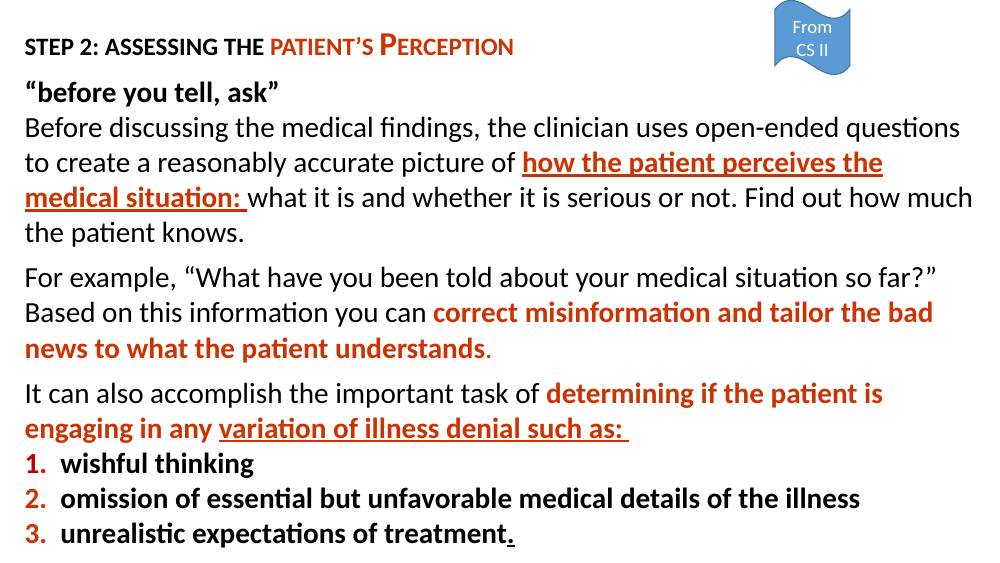 From
CS II
STEP 2: ASSESSING THE PATIENT’S PERCEPTION
“before you tell, ask”
Before discussing the medical findings, the clinician uses open-ended questions
to create a reasonably accurate picture of how the patient perceives the
medical situation: what it is and whether it is serious or not. Find out how much
the patient knows.
For example, “What have you been told about your medical situation so far?”
Based on this information you can correct misinformation and tailor the bad
news to what the patient understands.
It can also accomplish the important task of determining if the patient is
engaging in any variation of illness denial such as:
1. wishful thinking
2. omission of essential but unfavorable medical details of the illness
3. unrealistic expectations of treatment.